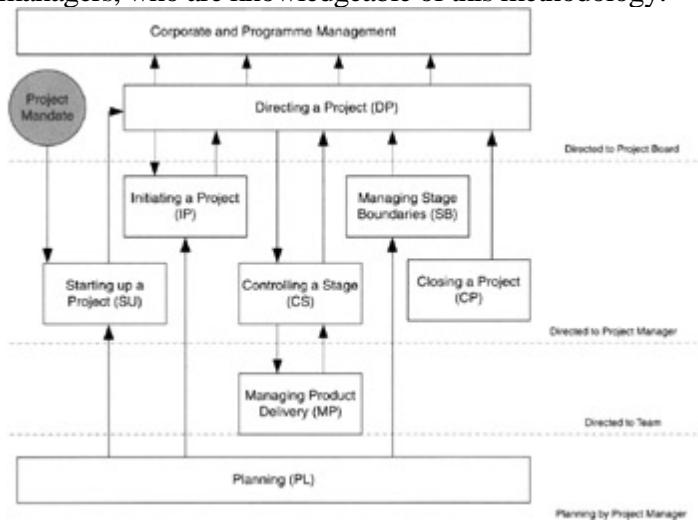 managers, who are knowledgeable of this methodology.
Corporate and Programme Management
Project
Mandate
Directing a Project (DP)
Directed to Project Board
Initiating a Project
(IP)
Managing Stage
Boundaries (SB)
Starting up a
Project (SU)
Controlling a Stage
(CS)
Closing a Project
(CP)
Directed to Project Manager
Managing Product
Delivery (MP)
Directed to Team
Planning (PL)
Planning by Project Manager